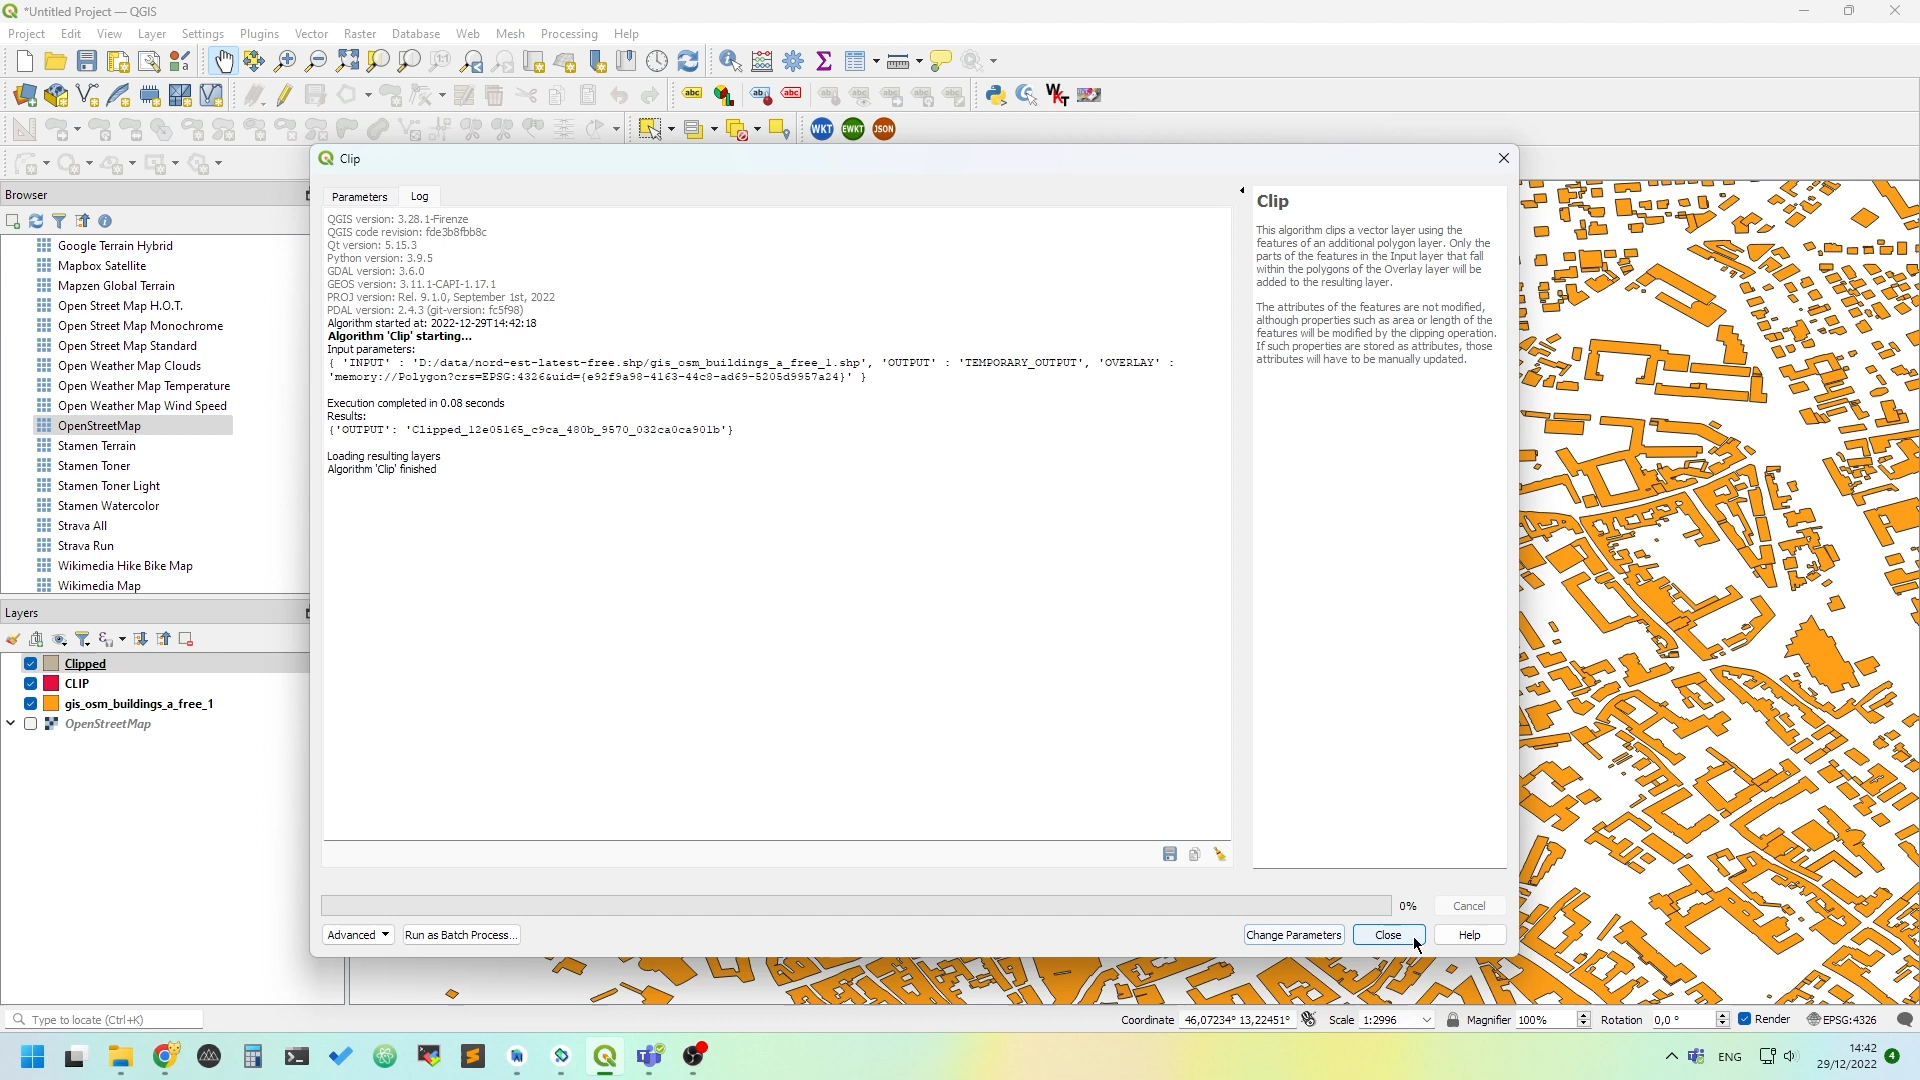 *Untitled Project — QGIS
Project Edit View Layer Settings Plugins Vector Raster Database Web Mesh Processing Help
abc abc abc
WKT EWKT JSON
Browser
Google Terrain Hybrid
Mapbox Satellite
Mapzen Global Terrain
Open Street Map H.O.T.
Open Street Map Monochrome
Open Street Map Standard
Open Weather Map Clouds
Open Weather Map Temperature
Open Weather Map Wind Speed
OpenStreetMap
Stamen Terrain
Stamen Toner
Stamen Toner Light
Stamen Watercolor
Strava All
Strava Run
Wikimedia Hike Bike Map
Wikimedia Map
Layers
Clipped
CLIP
gis_osm_buildings_a_free_1
OpenStreetMap
Clip
Parameters Log
QGIS version: 3.28.1-Firenze
QGIS code revision: fde3b8fbb8c
Qt version: 5.15.3
Python version: 3.9.5
GDAL version: 3.6.0
GEOS version: 3.11.1-CAPI-1.17.1
PROJ version: Rel. 9.1.0, September 1st, 2022
PDAL version: 2.4.3 (git-version: fc5f98)
Algorithm started at: 2022-12-29T14:42:18
Algorithm 'Clip' starting...
Input parameters:
{ 'INPUT' : 'D:/data/nord-est-latest-free.shp/gis_osm_buildings_a_free_1.shp', 'OUTPUT' : 'TEMPORARY_OUTPUT', 'OVERLAY' :
'memory://Polygon?crs=EPSG:4326&uid={e92f9a98-4163-44c8-ad69-5205d9957a24}' }
Execution completed in 0.08 seconds
Results:
{'OUTPUT': 'Clipped_12e05165_c9ca_480b_9570_032ca0ca901b'}
Loading resulting layers
Algorithm 'Clip' finished
Clip
This algorithm clips a vector layer using the
features of an additional polygon layer. Only the
parts of the features in the Input layer that fall
within the polygons of the Overlay layer will be
added to the resulting layer.
The attributes of the features are not modified,
although properties such as area or length of the
features will be modified by the clipping operation.
If such properties are stored as attributes, those
attributes will have to be manually updated.
0% Cancel
Advanced Run as Batch Process... Change Parameters Close Help
Type to locate (Ctrl+K) Coordinate 46,07234° 13,22451° Scale 1:2996 Magnifier 100% Rotation 0,0 ° Render EPSG:4326
ENG 14:42
29/12/2022 4